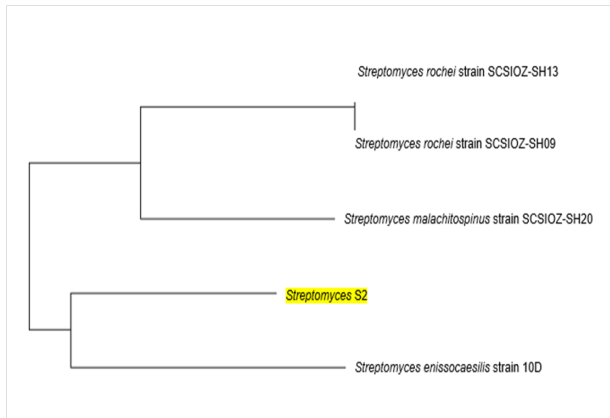 Streptomyces rochei strain SCSIOZ-SH13
Streptomyces rochei strain SCSIOZ-SH09
Streptomyces malachitospinus strain SCSIOZ-SH20
Streptomyces S2
Streptomyces enissocaesilis strain 10D